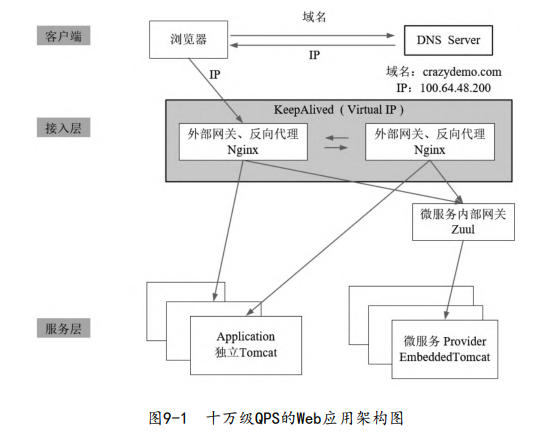 客户端
浏览器
域名
IP
DNS Server
域名：crazydemo.com
IP：100.64.48.200
IP
接入层
KeepAlived（Virtual IP）
外部网关、反向代理
Nginx
外部网关、反向代理
Nginx
微服务内部网关
Zuul
服务层
Application
独立Tomcat
微服务 Provider
EmbeddedTomcat
图9-1 十万级QPS的Web应用架构图